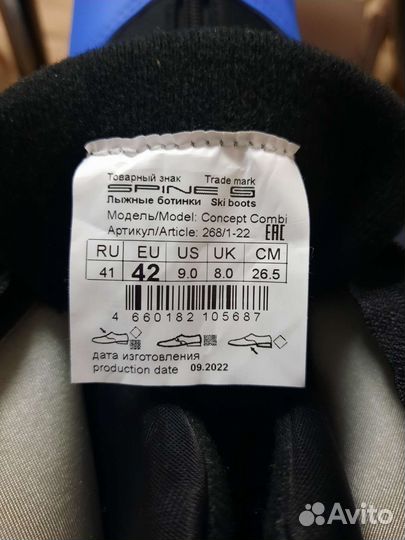 Товарный знак Trade mark
SPINE
Лыжные ботинки Ski boots
Модель/Model: Concept Combi
Артикул/Article: 268/1-22 EAC
RU EU US UK CM
41 42 9.0 8.0 26.5
4 660182 105687
дата изготовления
production date 09.2022
Avito